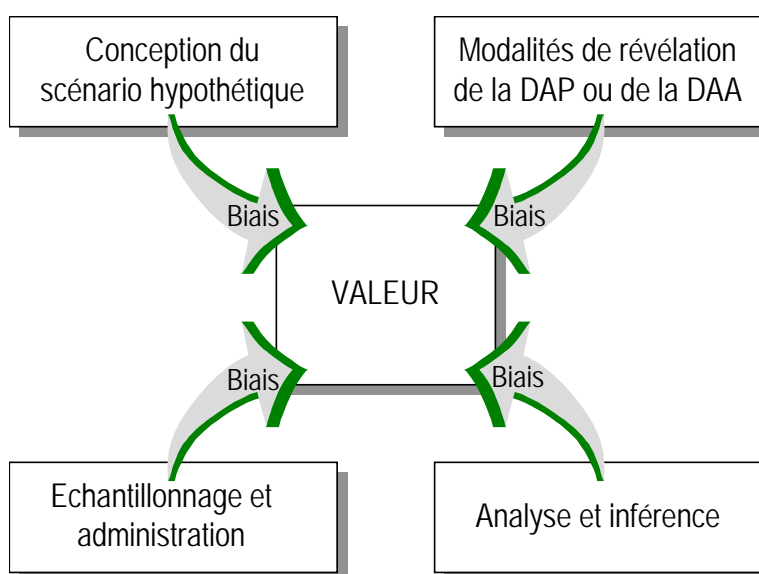 Conception du
scénario hypothétique
Modalités de révélation
de la DAP ou de la DAA
Biais
Biais
VALEUR
Biais
Biais
Echantillonnage et
administration
Analyse et inférence